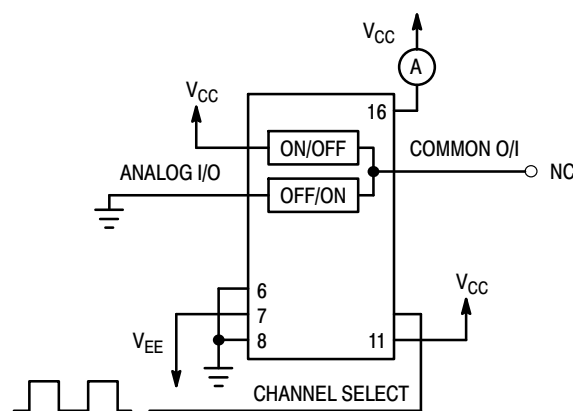 VCC
A
VCC
16
ON/OFF
COMMON O/I
ANALOG I/O
NC
OFF/ON
6
VCC
7
VEE
8
11
CHANNEL SELECT